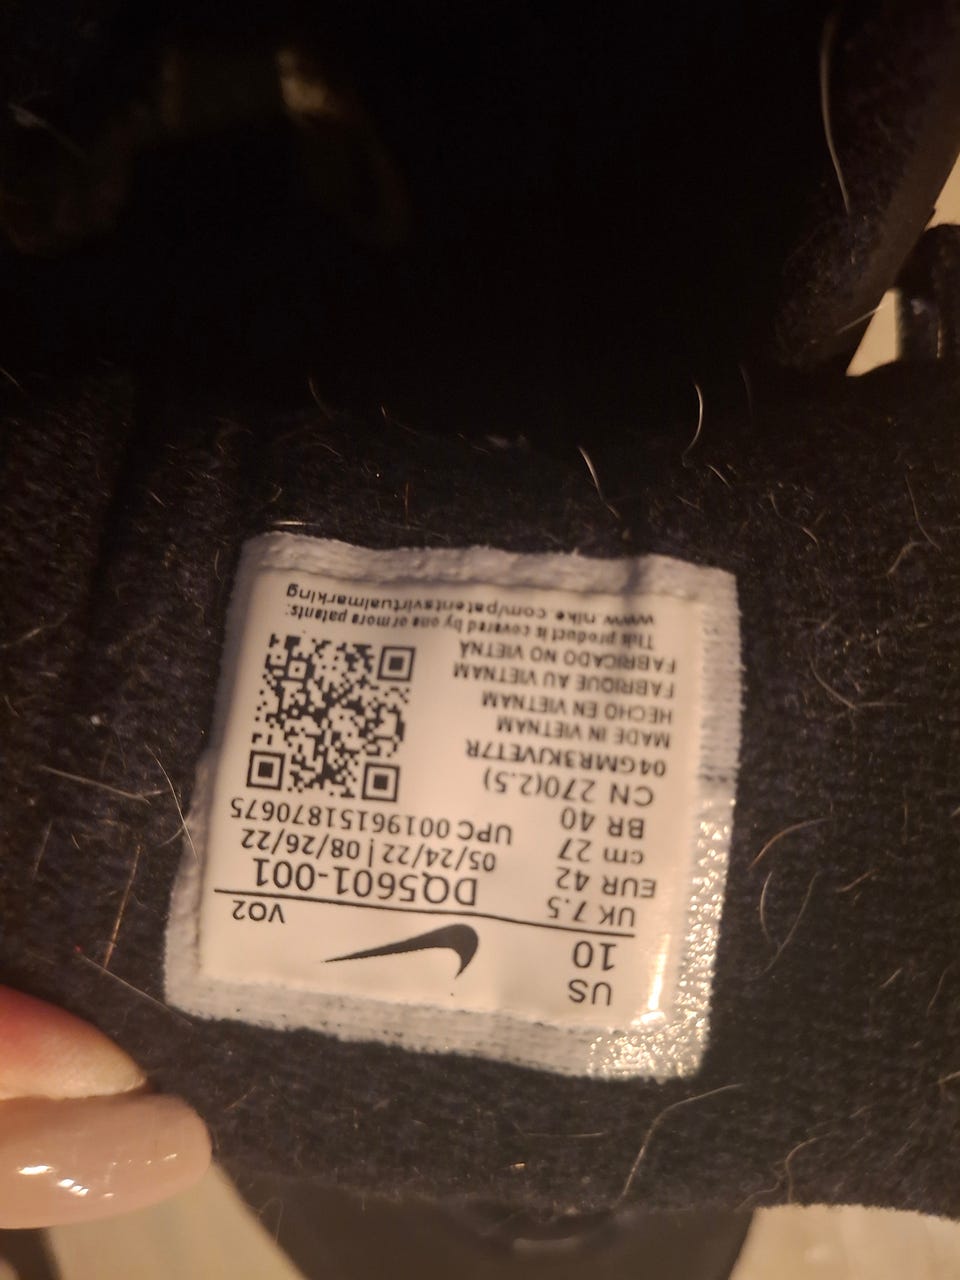 US
10
VO2
UK 7.5
EUR 42
cm 27
BR 40
CN 270(2.5)
DQ5601-001
05/24/22 | 08/26/22
UPC 00196151870675
04GMR3KJVET7R
MADE IN VIETNAM
HECHO EN VIETNAM
FABRIQUE AU VIETNAM
FABRICADO NO VIETNÃ
This product is covered by one or more patents:
www.nike.com/patentsvirtualmarking